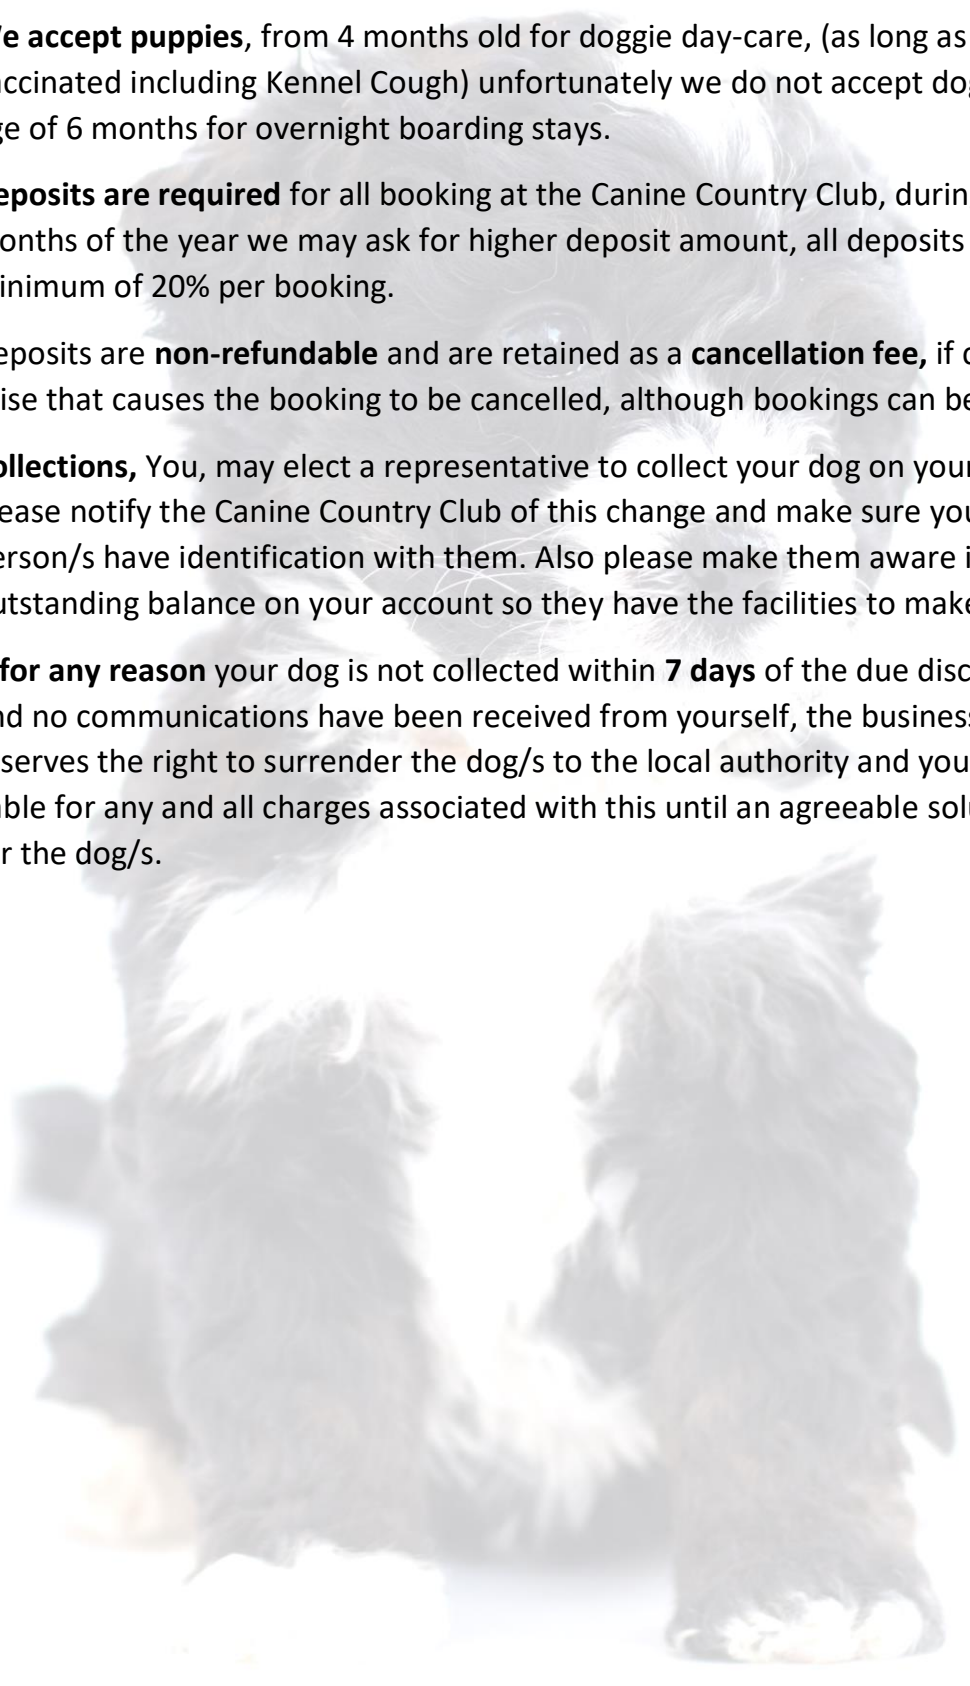 e accept puppies, from 4 months old for doggie day-care, (as long as
ccinated including Kennel Cough) unfortunately we do not accept dog
ge of 6 months for overnight boarding stays.
eposits are required for all booking at the Canine Country Club, durin
onths of the year we may ask for higher deposit amount, all deposits
inimum of 20% per booking.
eposits are non-refundable and are retained as a cancellation fee, if
ise that causes the booking to be cancelled, although bookings can be
ollections, You, may elect a representative to collect your dog on your
ease notify the Canine Country Club of this change and make sure you
erson/s have identification with them. Also please make them aware i
utstanding balance on your account so they have the facilities to make
for any reason your dog is not collected within 7 days of the due disc
nd no communications have been received from yourself, the business
serves the right to surrender the dog/s to the local authority and you
able for any and all charges associated with this until an agreeable solu
r the dog/s.